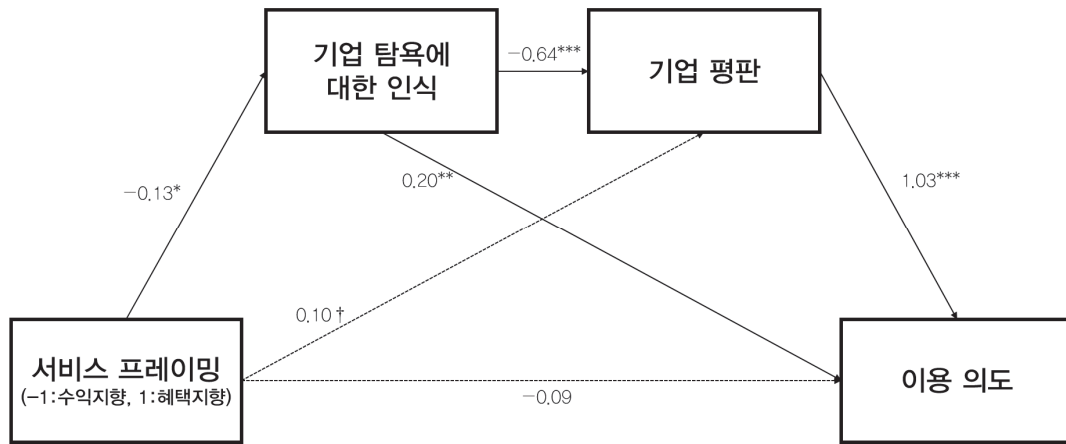 기업 탐욕에
대한 인식
−0.64***
기업 평판
−0.13*
0.20**
1.03***
0.10†
서비스 프레이밍
(−1:수익지향, 1:혜택지향)
−0.09
이용 의도